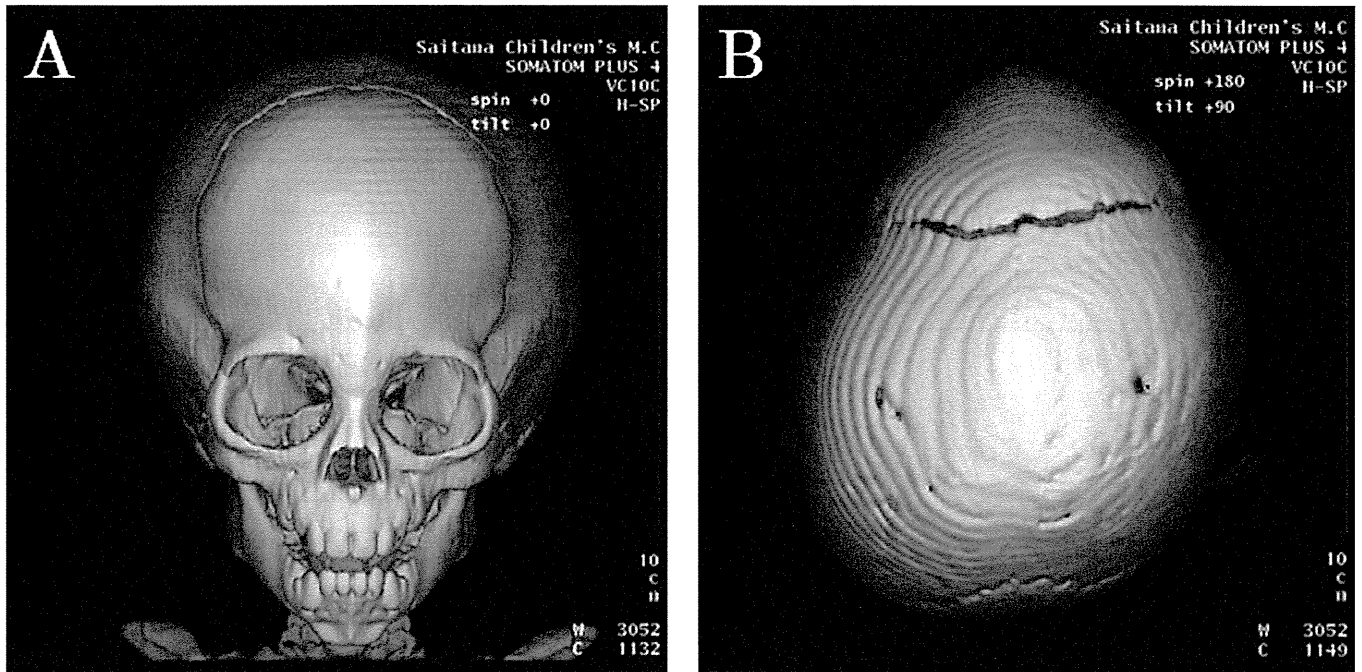 A
Saitama Children's M.C
SOMATOM PLUS 4
VC10C
H-SP
spin +0
tilt +0
10
C
W 3052
C 1132
B
Saitama Children's M.C
SOMATOM PLUS 4
VC10C
H-SP
spin +180
tilt +90
10
C
W 3052
C 1149